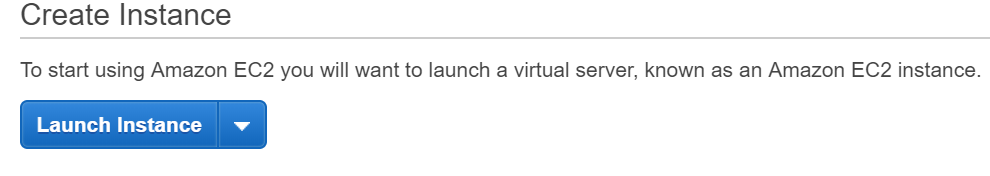 Create Instance
To start using Amazon EC2 you will want to launch a virtual server, known as an Amazon EC2 instance.
Launch Instance